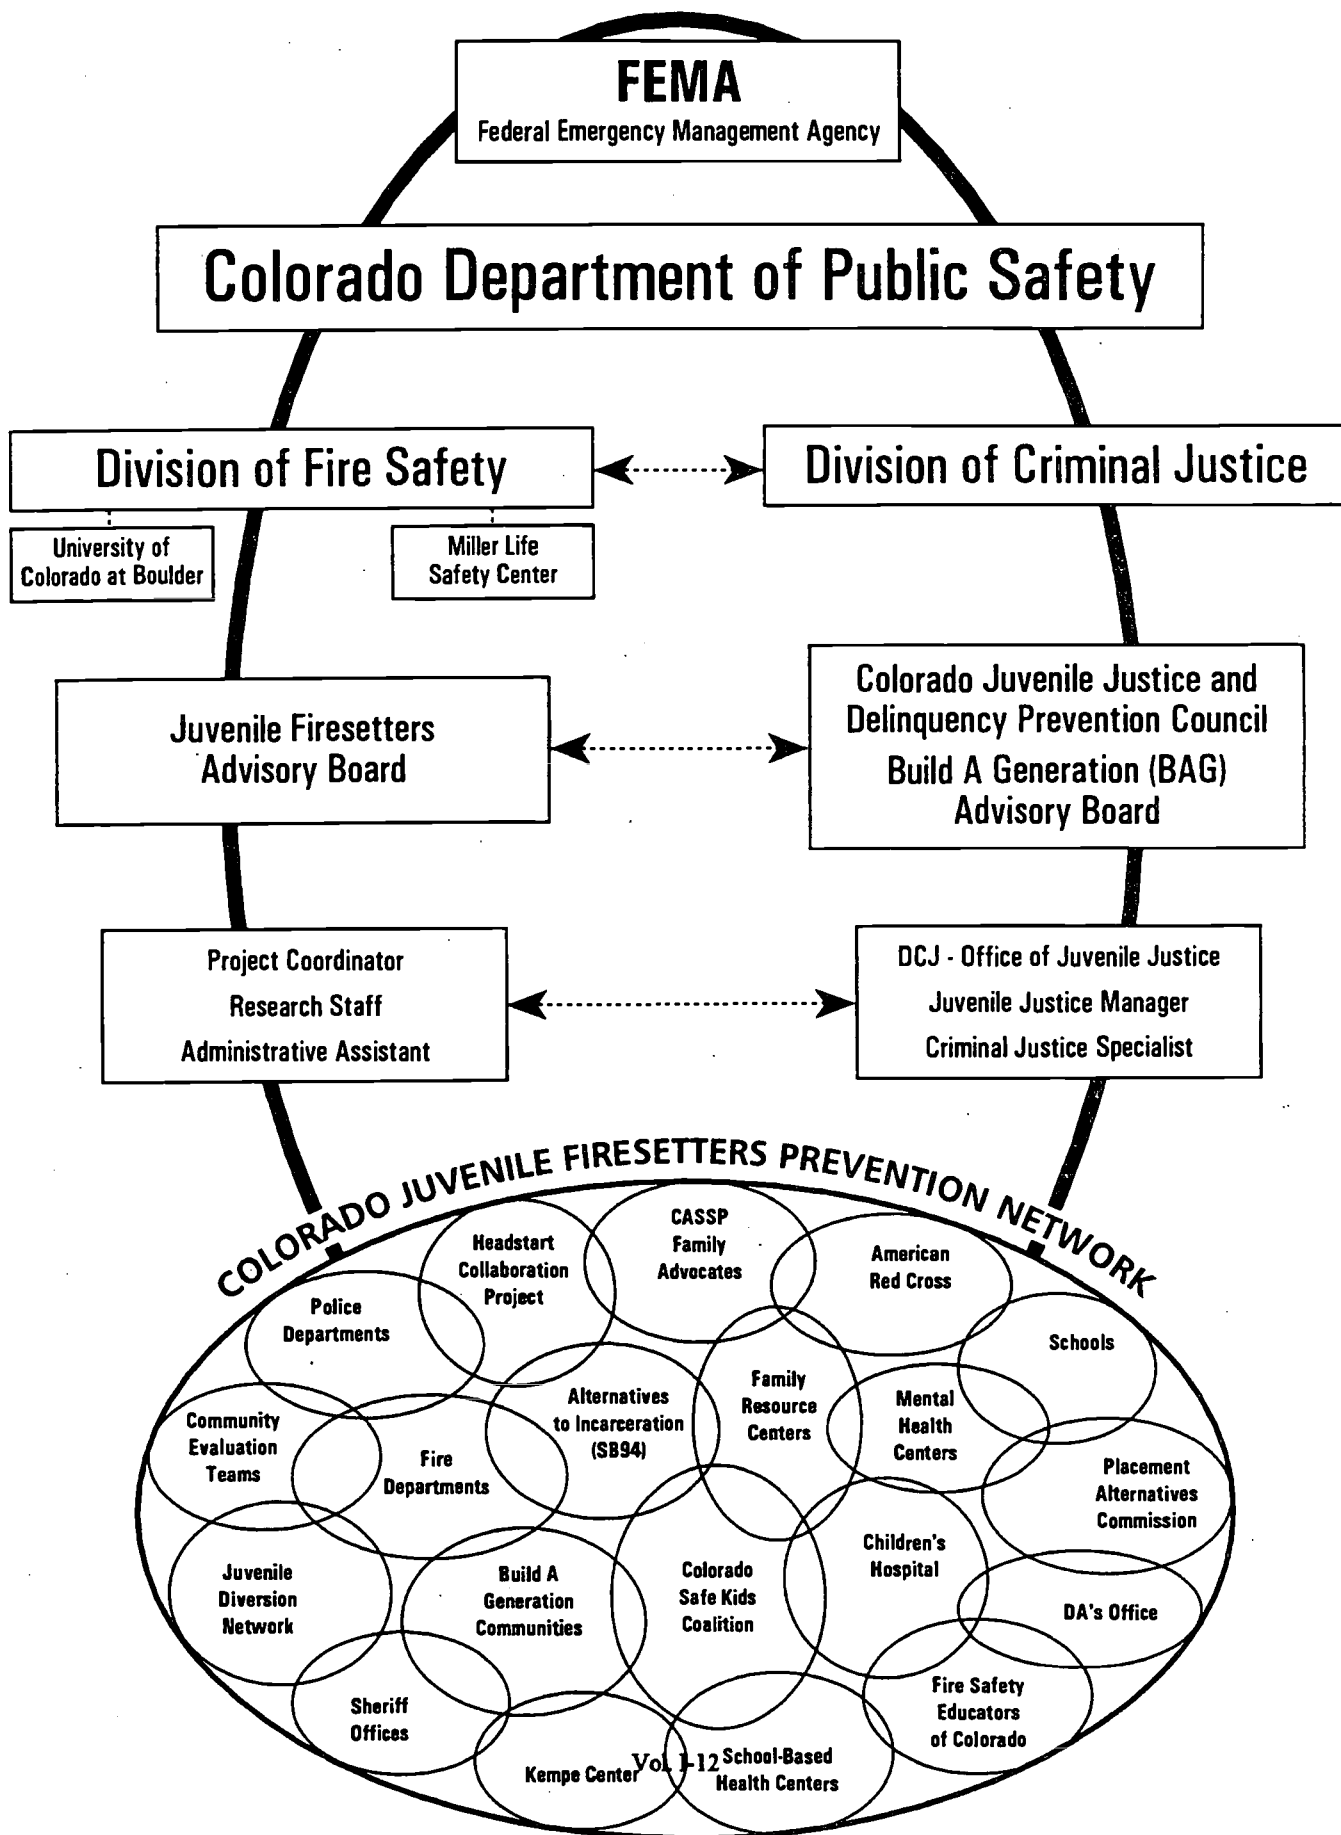 FEMA
Federal Emergency Management Agency
Colorado Department of Public Safety
Division of Fire Safety
Division of Criminal Justice
University of
Colorado at Boulder
Miller Life
Safety Center
Juvenile Firesetters
Advisory Board
Colorado Juvenile Justice and
Delinquency Prevention Council
Build A Generation (BAG)
Advisory Board
Project Coordinator
Research Staff
Administrative Assistant
DCJ - Office of Juvenile Justice
Juvenile Justice Manager
Criminal Justice Specialist
COLORADO JUVENILE FIRESETTERS PREVENTION NETWORK
Police
Departments
Headstart
Collaboration
Project
CASSP
Family
Advocates
American
Red Cross
Schools
Community
Evaluation
Teams
Fire
Departments
Alternatives
to Incarceration
(SB94)
Family
Resource
Centers
Mental
Health
Centers
Placement
Alternatives
Commission
Juvenile
Diversion
Network
Build A
Generation
Communities
Colorado
Safe Kids
Coalition
Children's
Hospital
DA's Office
Sheriff
Offices
Kempe Center
School-Based
Health Centers
Fire Safety
Educators
of Colorado
Vol. I-12